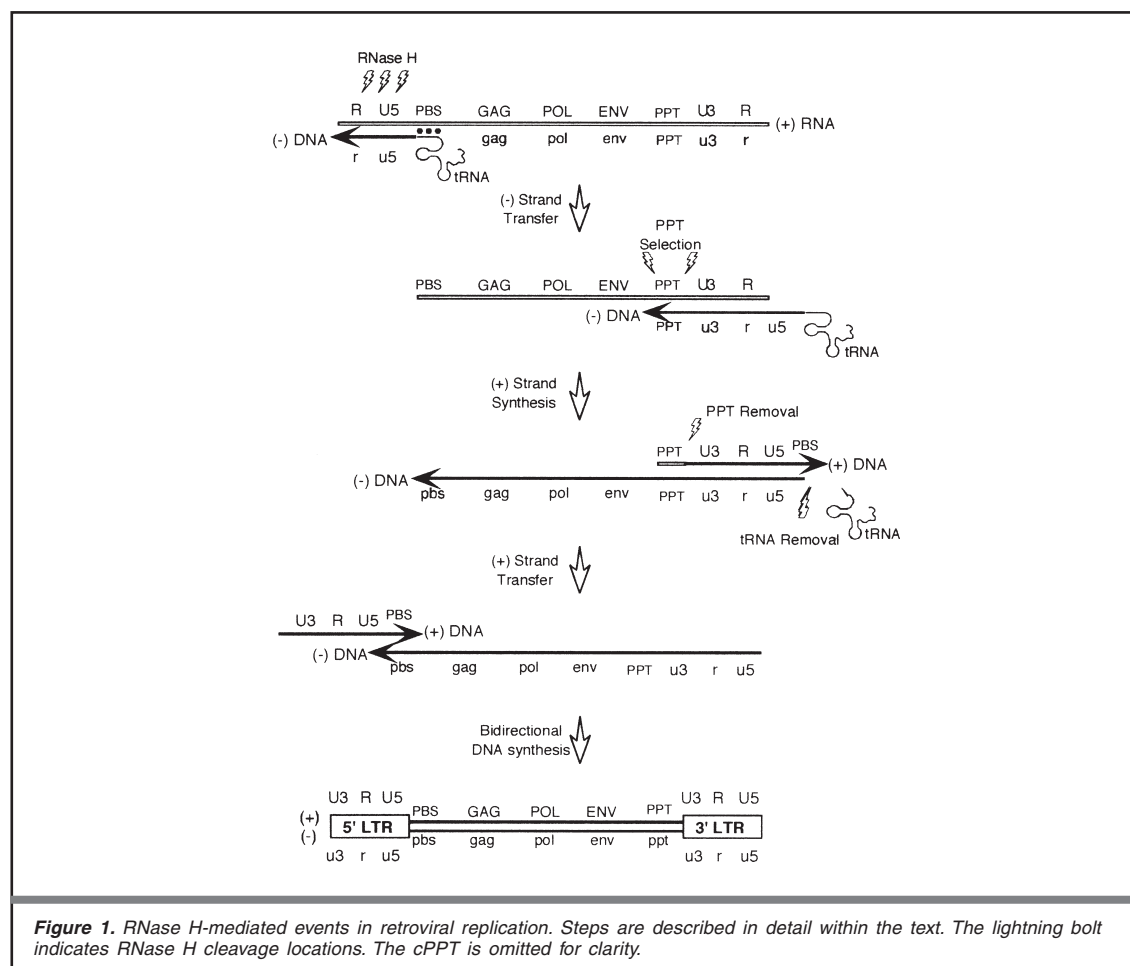 RNase H
R U5 PBS GAG POL ENV PPT U3 R
(+) RNA
(-) DNA
gag pol env PPT u3 r
r u5
tRNA
(-) Strand
Transfer
PPT
Selection
PBS GAG POL ENV PPT U3 R
(-) DNA
PPT u3 r u5
tRNA
(+) Strand
Synthesis
PPT Removal
PPT U3 R U5 PBS
(+) DNA
(-) DNA
pbs gag pol env PPT u3 r u5
tRNA Removal
tRNA
(+) Strand
Transfer
U3 R U5 PBS
(+) DNA
(-) DNA
pbs gag pol env PPT u3 r u5
Bidirectional
DNA synthesis
U3 R U5 PBS GAG POL ENV PPT U3 R U5
(+)
(-)
5' LTR
3' LTR
pbs gag pol env ppt
u3 r u5 u3 r u5
Figure 1. RNase H-mediated events in retroviral replication. Steps are described in detail within the text. The lightning bolt
indicates RNase H cleavage locations. The cPPT is omitted for clarity.